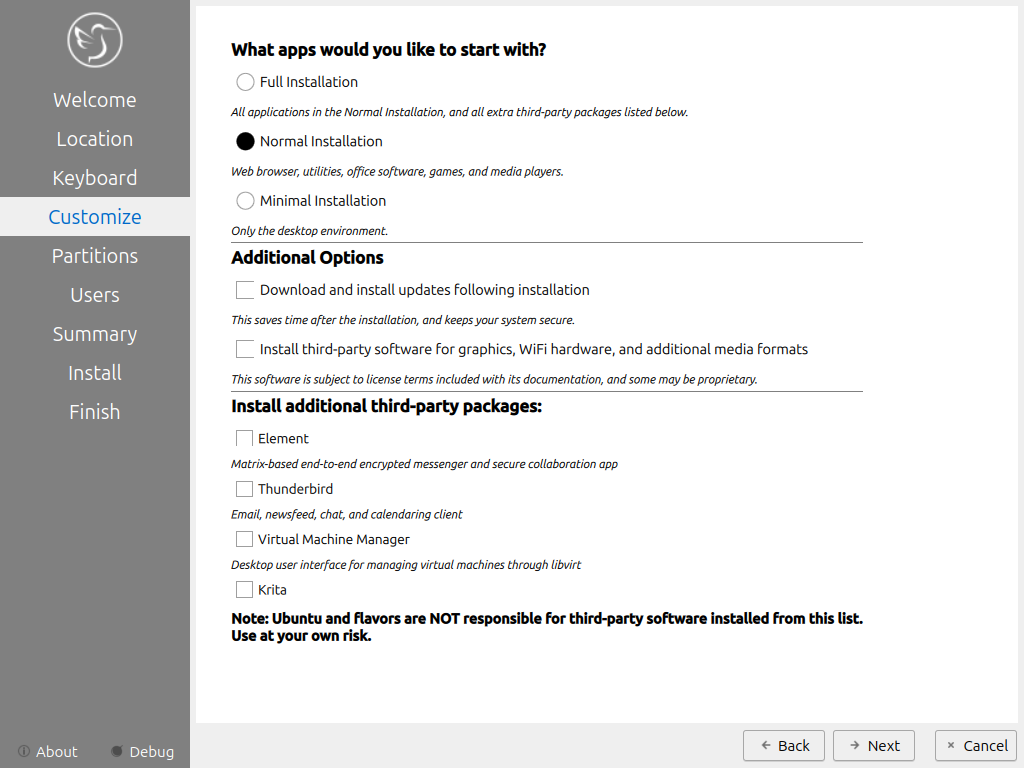 Welcome
Location
Keyboard
Customize
Partitions
Users
Summary
Install
Finish
About
Debug
What apps would you like to start with?
Full Installation
All applications in the Normal Installation, and all extra third-party packages listed below.
Normal Installation
Web browser, utilities, office software, games, and media players.
Minimal Installation
Only the desktop environment.
Additional Options
Download and install updates following installation
This saves time after the installation, and keeps your system secure.
Install third-party software for graphics, WiFi hardware, and additional media formats
This software is subject to license terms included with its documentation, and some may be proprietary.
Install additional third-party packages:
Element
Matrix-based end-to-end encrypted messenger and secure collaboration app
Thunderbird
Email, newsfeed, chat, and calendaring client
Virtual Machine Manager
Desktop user interface for managing virtual machines through libvirt
Krita
Note: Ubuntu and flavors are NOT responsible for third-party software installed from this list.
Use at your own risk.
Back
Next
Cancel